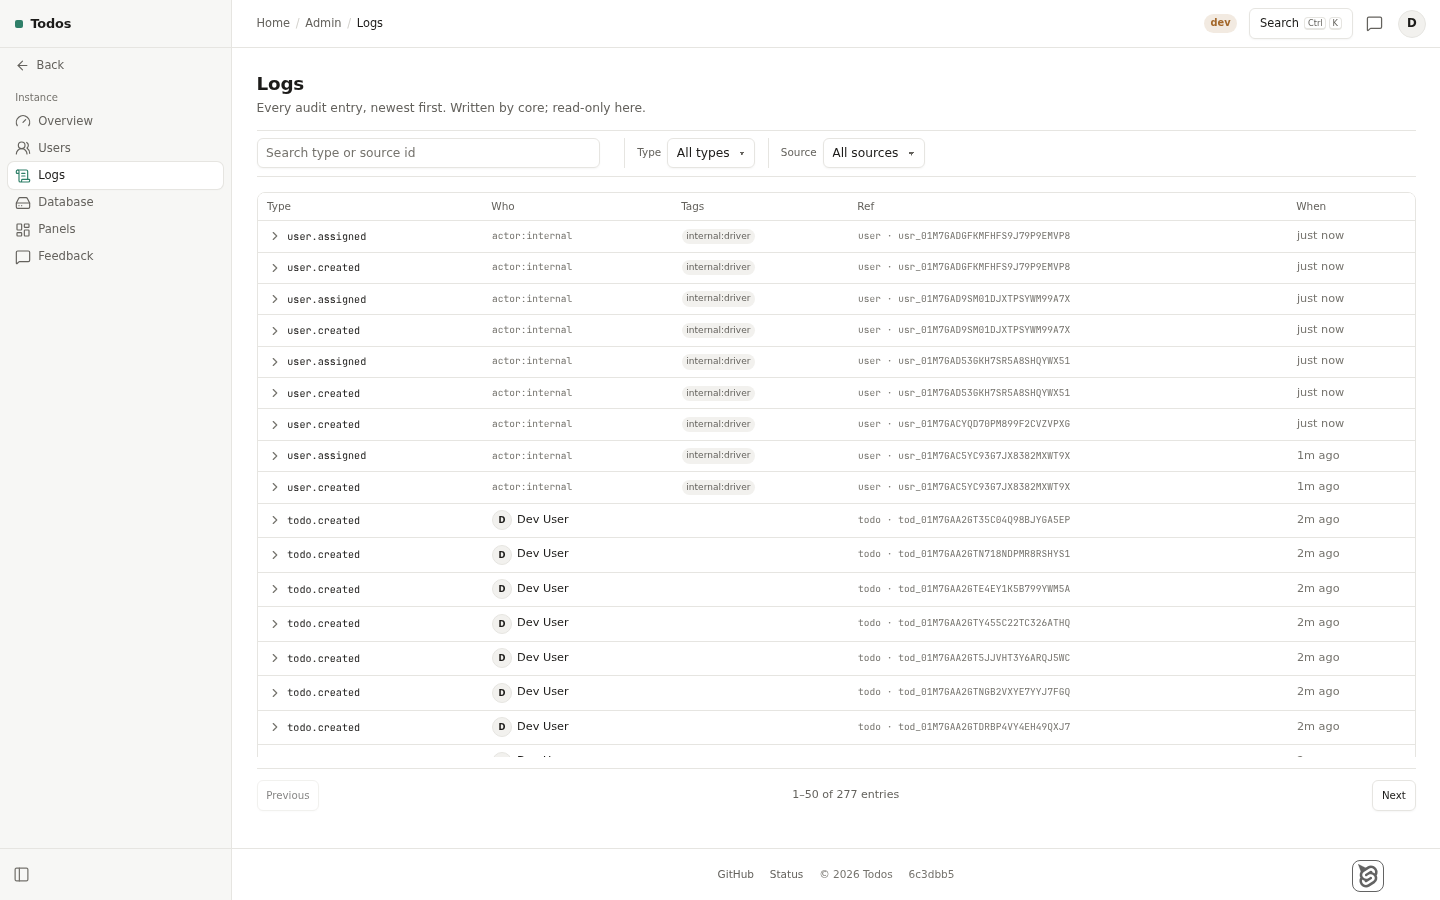 Todos
Home / Admin / Logs
dev
Search Ctrl K
D
Back
Instance
Overview
Users
Logs
Database
Panels
Feedback
Logs
Every audit entry, newest first. Written by core; read-only here.
Search type or source id
Type All types
Source All sources
Type Who Tags Ref When
user.assigned actor:internal internal:driver user · usr_01M7GADGFKMFHFS9J79P9EMVP8 just now
user.created actor:internal internal:driver user · usr_01M7GADGFKMFHFS9J79P9EMVP8 just now
user.assigned actor:internal internal:driver user · usr_01M7GAD9SM01DJXTPSYWM99A7X just now
user.created actor:internal internal:driver user · usr_01M7GAD9SM01DJXTPSYWM99A7X just now
user.assigned actor:internal internal:driver user · usr_01M7GAD53GKH7SR5A8SHQYWX51 just now
user.created actor:internal internal:driver user · usr_01M7GAD53GKH7SR5A8SHQYWX51 just now
user.created actor:internal internal:driver user · usr_01M7GACYQD70PM899F2CVZVPXG just now
user.assigned actor:internal internal:driver user · usr_01M7GAC5YC93G7JX8382MXWT9X 1m ago
user.created actor:internal internal:driver user · usr_01M7GAC5YC93G7JX8382MXWT9X 1m ago
todo.created D Dev User todo · tod_01M7GAA2GT35C04Q98BJYGA5EP 2m ago
todo.created D Dev User todo · tod_01M7GAA2GTN718NDPMR8RSHYS1 2m ago
todo.created D Dev User todo · tod_01M7GAA2GTE4EY1K5B799YWM5A 2m ago
todo.created D Dev User todo · tod_01M7GAA2GTY455C22TC326ATHQ 2m ago
todo.created D Dev User todo · tod_01M7GAA2GT5JJVHT3Y6ARQJ5WC 2m ago
todo.created D Dev User todo · tod_01M7GAA2GTNGB2VXYE7YYJ7FGQ 2m ago
todo.created D Dev User todo · tod_01M7GAA2GTDRBP4VY4EH49QXJ7 2m ago
Previous
1–50 of 277 entries
Next
GitHub Status © 2026 Todos 6c3dbb5